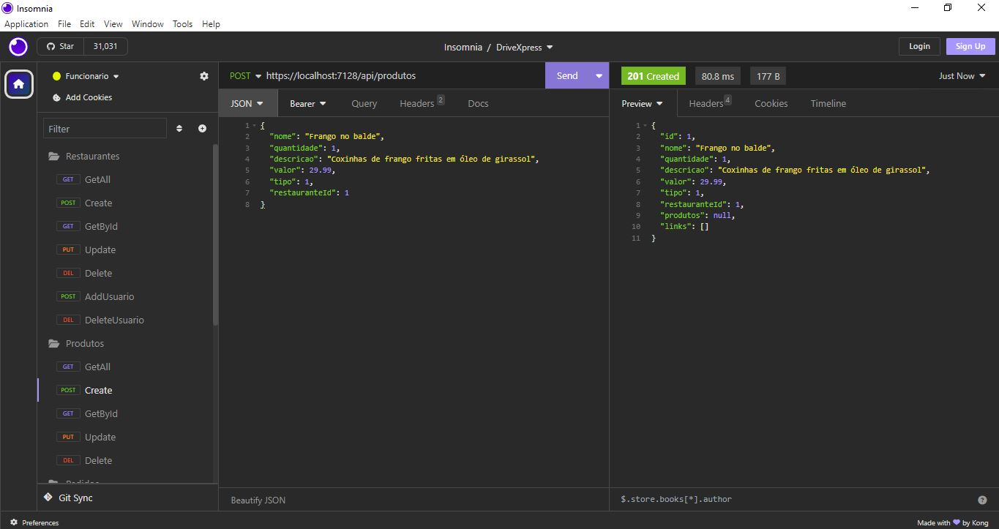 Insomnia
Application File Edit View Window Tools Help
Star 31,031
Insomnia / DriveXpress
Login Sign Up
Funcionario
Add Cookies
Filter
Restaurantes
GET GetAll
POST Create
GET GetById
PUT Update
DEL Delete
POST AddUsuario
DEL DeleteUsuario
Produtos
GET GetAll
POST Create
GET GetById
PUT Update
DEL Delete
Pedidos
Git Sync
POST https://localhost:7128/api/produtos Send
JSON Bearer Query Headers 2 Docs
1 {
2 "nome": "Frango no balde",
3 "quantidade": 1,
4 "descricao": "Coxinhas de frango fritas em óleo de girassol",
5 "valor": 29.99,
6 "tipo": 1,
7 "restauranteId": 1
8 }
Beautify JSON
201 Created 80.8 ms 177 B Just Now
Preview Headers 4 Cookies Timeline
1 {
2 "id": 1,
3 "nome": "Frango no balde",
4 "quantidade": 1,
5 "descricao": "Coxinhas de frango fritas em óleo de girassol",
6 "valor": 29.99,
7 "tipo": 1,
8 "restauranteId": 1,
9 "produtos": null,
10 "links": []
11 }
$.store.books[*].author
Preferences
Made with by Kong